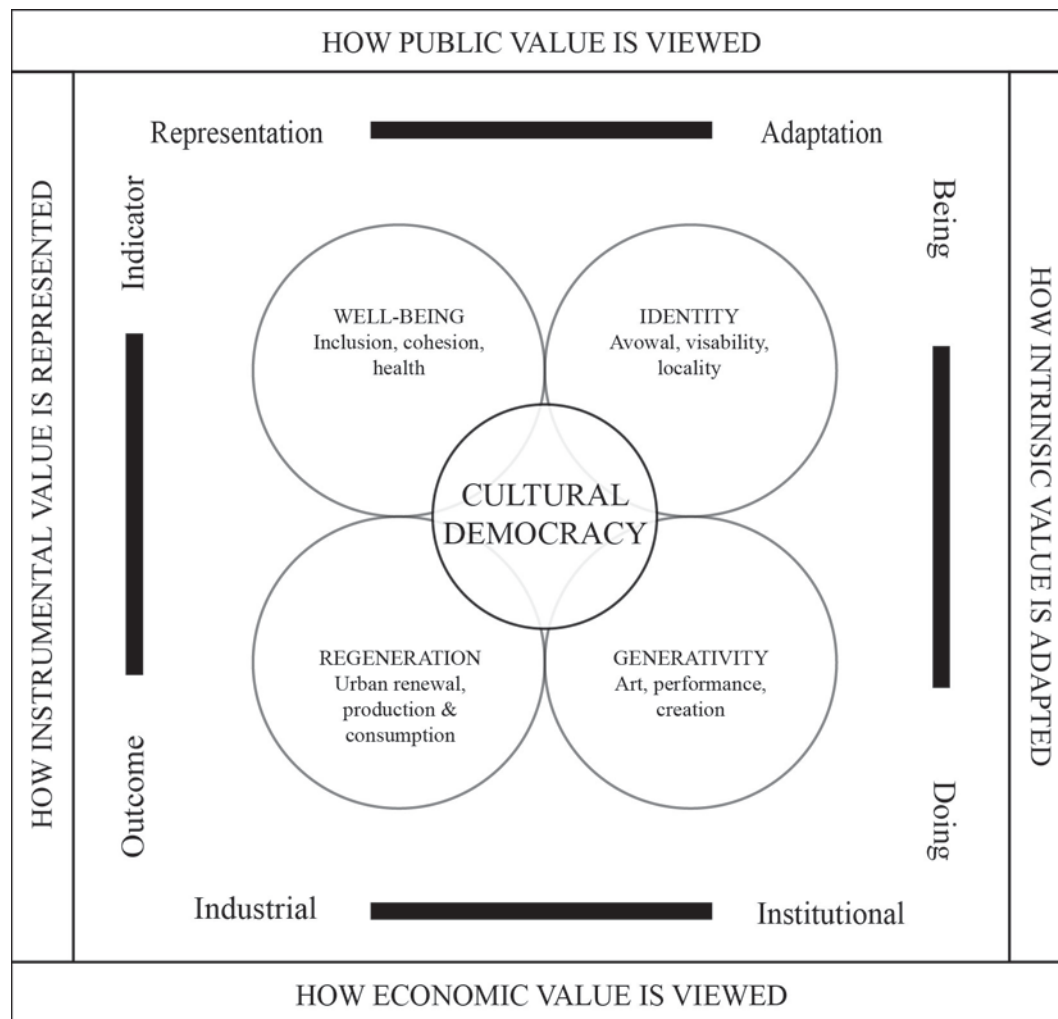 HOW PUBLIC VALUE IS VIEWED
Representation
Adaptation
HOW INSTRUMENTAL VALUE IS REPRESENTED
Indicator
Outcome
WELL-BEING
Inclusion, cohesion,
health
IDENTITY
Avowal, visability,
locality
CULTURAL
DEMOCRACY
REGENERATION
Urban renewal,
production &
consumption
GENERATIVITY
Art, performance,
creation
Being
Doing
HOW INTRINSIC VALUE IS ADAPTED
Industrial
Institutional
HOW ECONOMIC VALUE IS VIEWED